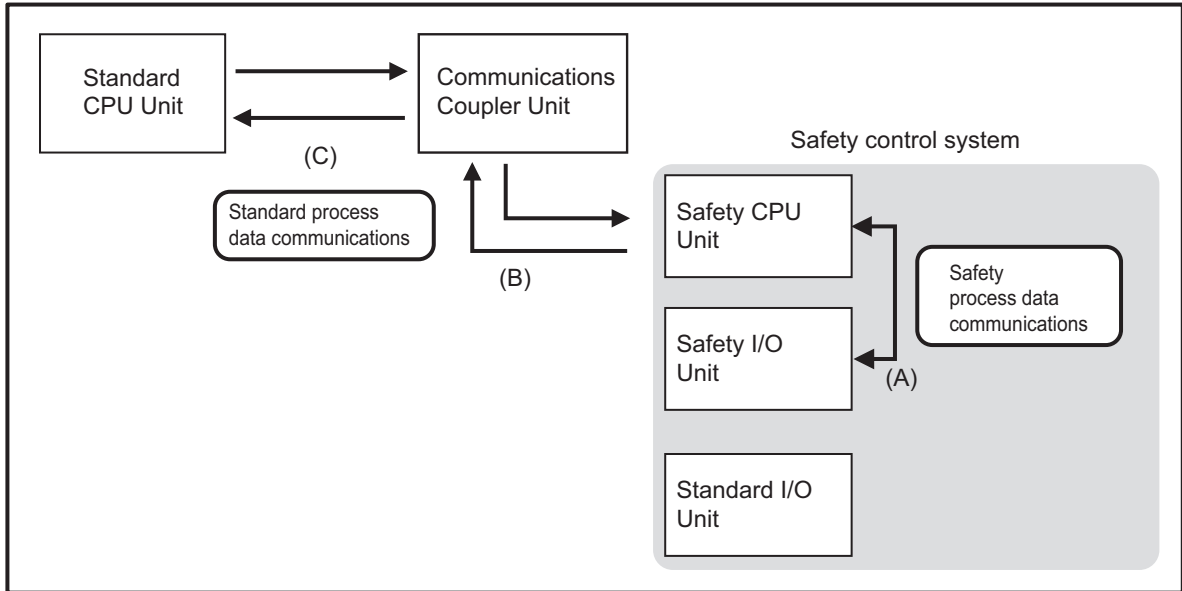 Standard
CPU Unit
Communications
Coupler Unit
(C)
Standard process
data communications
(B)
Safety control system
Safety CPU
Unit
Safety
process data
communications
Safety I/O
Unit
(A)
Standard I/O
Unit